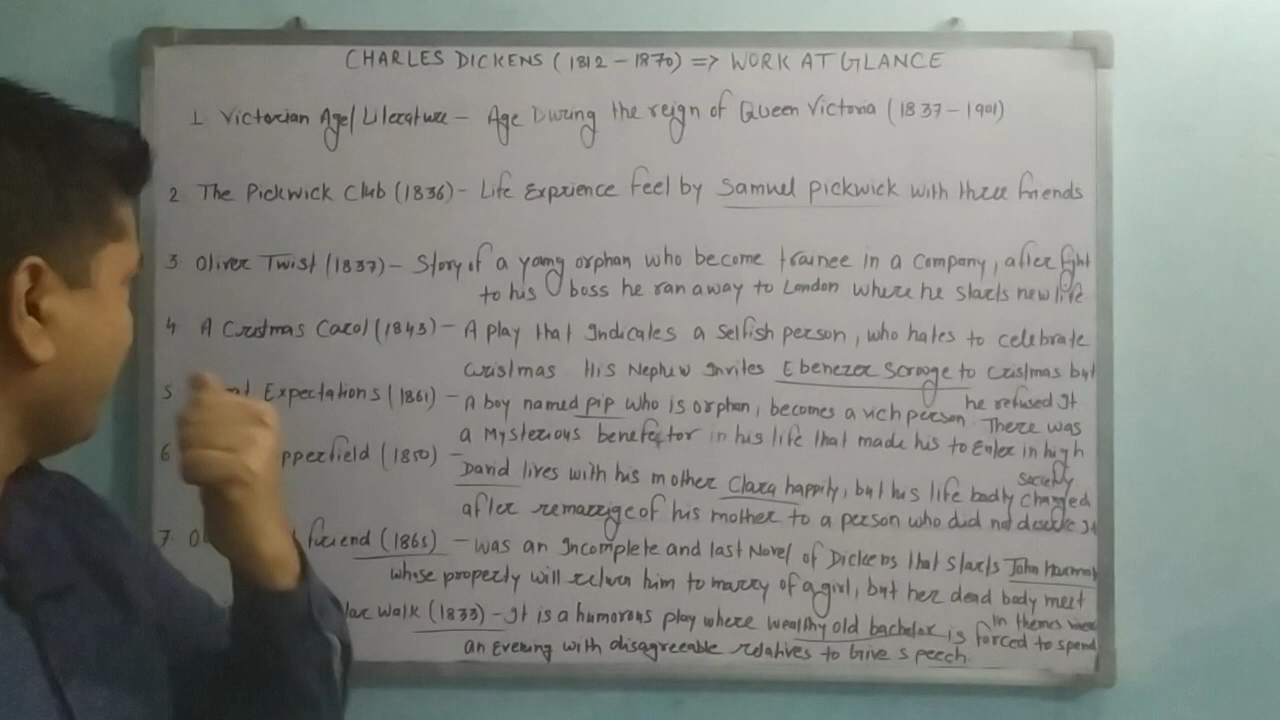 CHARLES DICKENS (1812 – 1870) => WORK AT GLANCE
1 Victorian Age/ Literature – Age During the reign of Queen Victoria (1837 – 1901)
2 The Pickwick Club (1836) – Life Exprience feel by Samuel pickwick with three friends
3 Oliver Twist (1837) – Story of a young orphan who become trainee in a Company, after fight
to his boss he ran away to London where he starts new life
4 A Cristmas Carol (1843) – A play that Indicates a selfish person, who hates to celebrate
cristmas His Nephew Invites Ebenezer Scrooge to cristmas but
he refused It
5 Expectations (1861) – A boy named pip who is orphan, becomes a rich person There was
a Mysterious benefector in his life that made his to Enter in high
society
6 pperfield (1850) – David lives with his mother Clara happily, but his life badly changed
after remarrige of his mother to a person who did not It
7 O friend (1865) – was an Incomplete and last Novel of Dickens that starts John Harmon
whose property will return him to marry of a girl, but her dead body meet
in themes
lar walk (1833) – It is a humorous play where wealthy old bachelor is forced to spend
an Evening with disagreeable relatives to Give speech